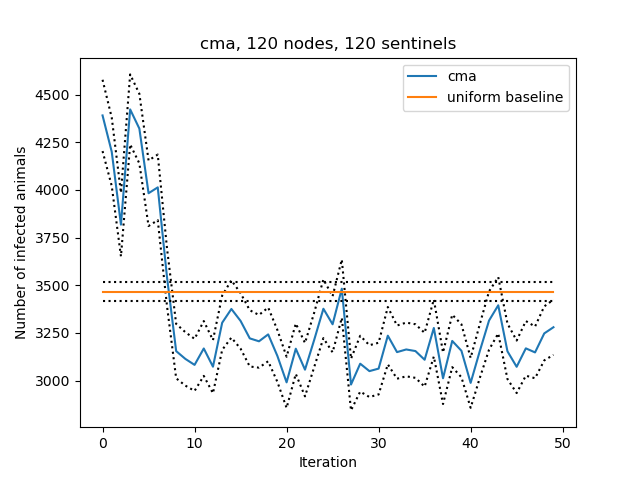 cma, 120 nodes, 120 sentinels
cma
uniform baseline
4500
4250
4000
3750
3500
3250
3000
Number of infected animals
0
10
20
30
40
50
Iteration